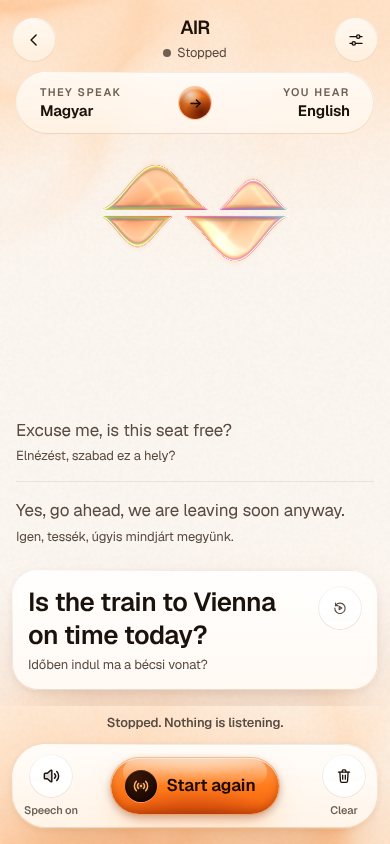 AIR
Stopped
THEY SPEAK
Magyar
YOU HEAR
English
Excuse me, is this seat free?
Elnézést, szabad ez a hely?
Yes, go ahead, we are leaving soon anyway.
Igen, tessék, úgyis mindjárt megyünk.
Is the train to Vienna
on time today?
Időben indul ma a bécsi vonat?
Stopped. Nothing is listening.
Speech on
Start again
Clear